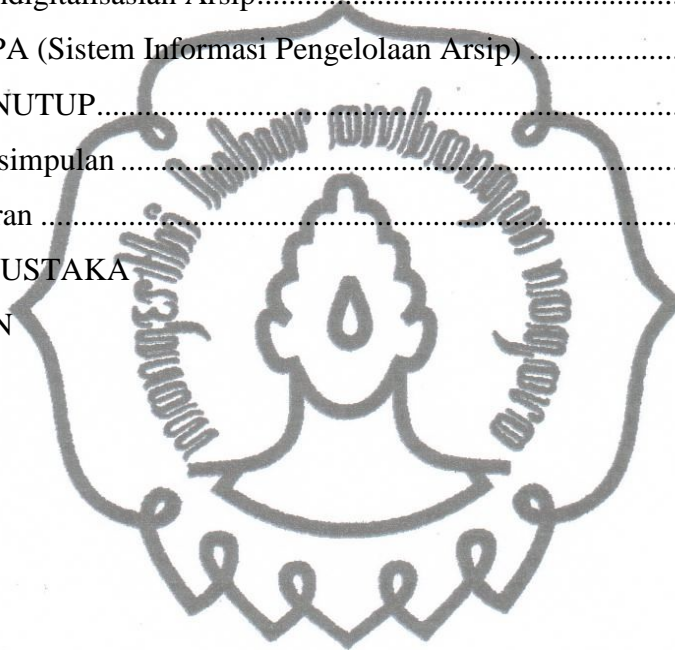 ndigitalisasian Arsip............................................................
PA (Sistem Informasi Pengelolaan Arsip) ....................
NUTUP............................................................................
simpulan ........................................................................
ran ..................................................................................
USTAKA
N